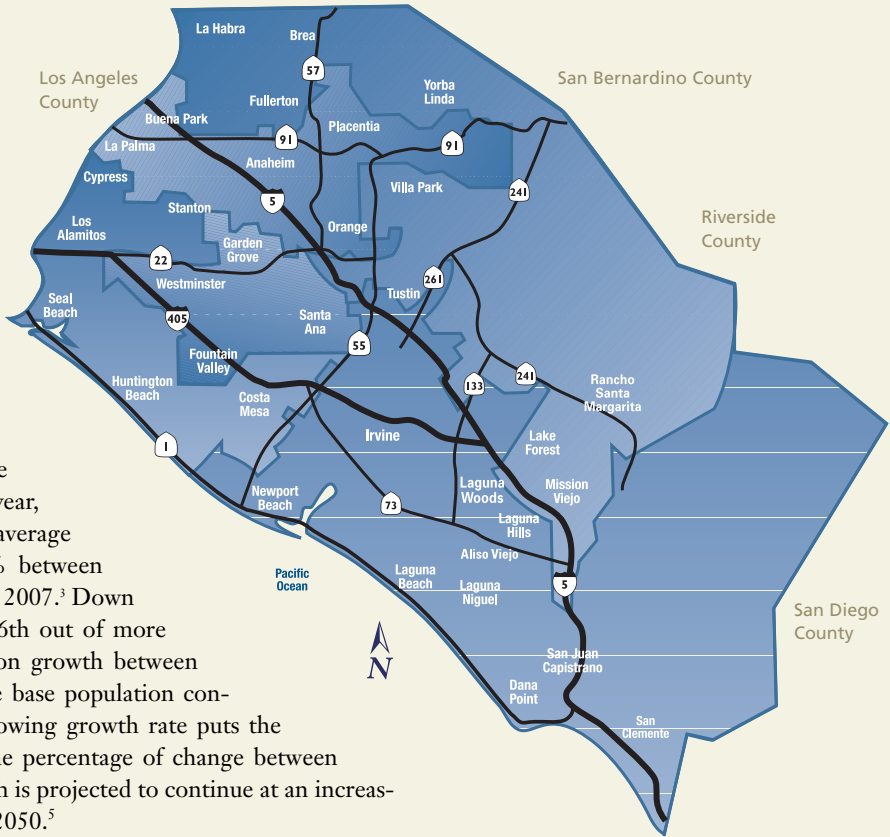 La Habra
Brea
Los Angeles
County
57
San Bernardino County
Yorba
Linda
Fullerton
Buena Park
Placentia
91
91
La Palma
Anaheim
Cypress
Villa Park
241
5
Stanton
Los
Alamitos
Orange
Riverside
County
Garden
Grove
22
Westminster
261
Tustin
Seal
Beach
405
Santa
Ana
55
Fountain
Valley
Huntington
Beach
133
241
Rancho
Santa
Margarita
Costa
Mesa
1
Irvine
Lake
Forest
Newport
Beach
73
Laguna
Woods
Mission
Viejo
Laguna
Hills
Aliso Viejo
Pacific
Ocean
Laguna
Beach
Laguna
Niguel
5
San Diego
County
N
San Juan
Capistrano
Dana
Point
San
Clemente
year,
average
% between
2007.³ Down
6th out of more
on growth between
e base population con-
owing growth rate puts the
e percentage of change between
n is projected to continue at an increas-
2050.⁵